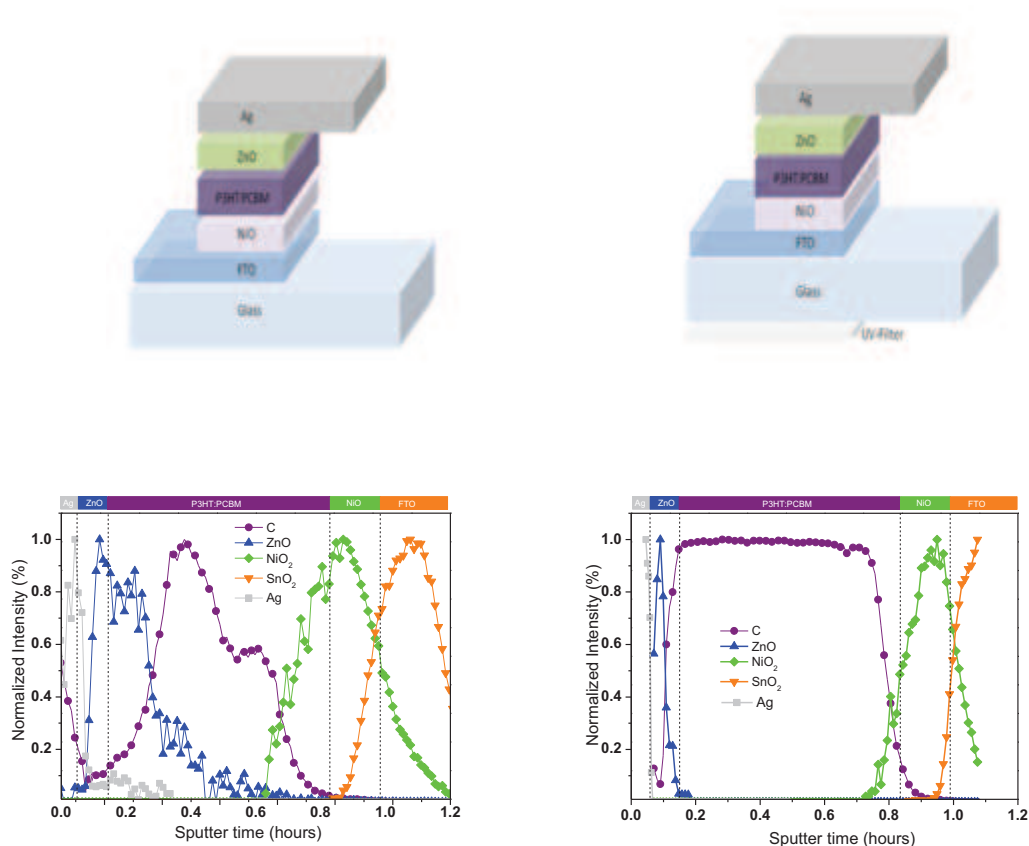 Ag
ZnO
P3HT:PCBM
NiO
FTO
Glass
Ag
ZnO
P3HT:PCBM
NiO
FTO
Glass
UV-Filter
Ag ZnO P3HT:PCBM NiO FTO
1.0
0.8
0.6
0.4
0.2
Normalized Intensity (%)
C
ZnO
NiO2
SnO2
Ag
0.0 0.2 0.4 0.6 0.8 1.0 1.2
Sputter time (hours)
Ag ZnO P3HT:PCBM NiO FTO
1.0
0.8
0.6
0.4
0.2
Normalized Intensity (%)
C
ZnO
NiO2
SnO2
Ag
0.0 0.2 0.4 0.6 0.8 1.0 1.2
Sputter time (hours)